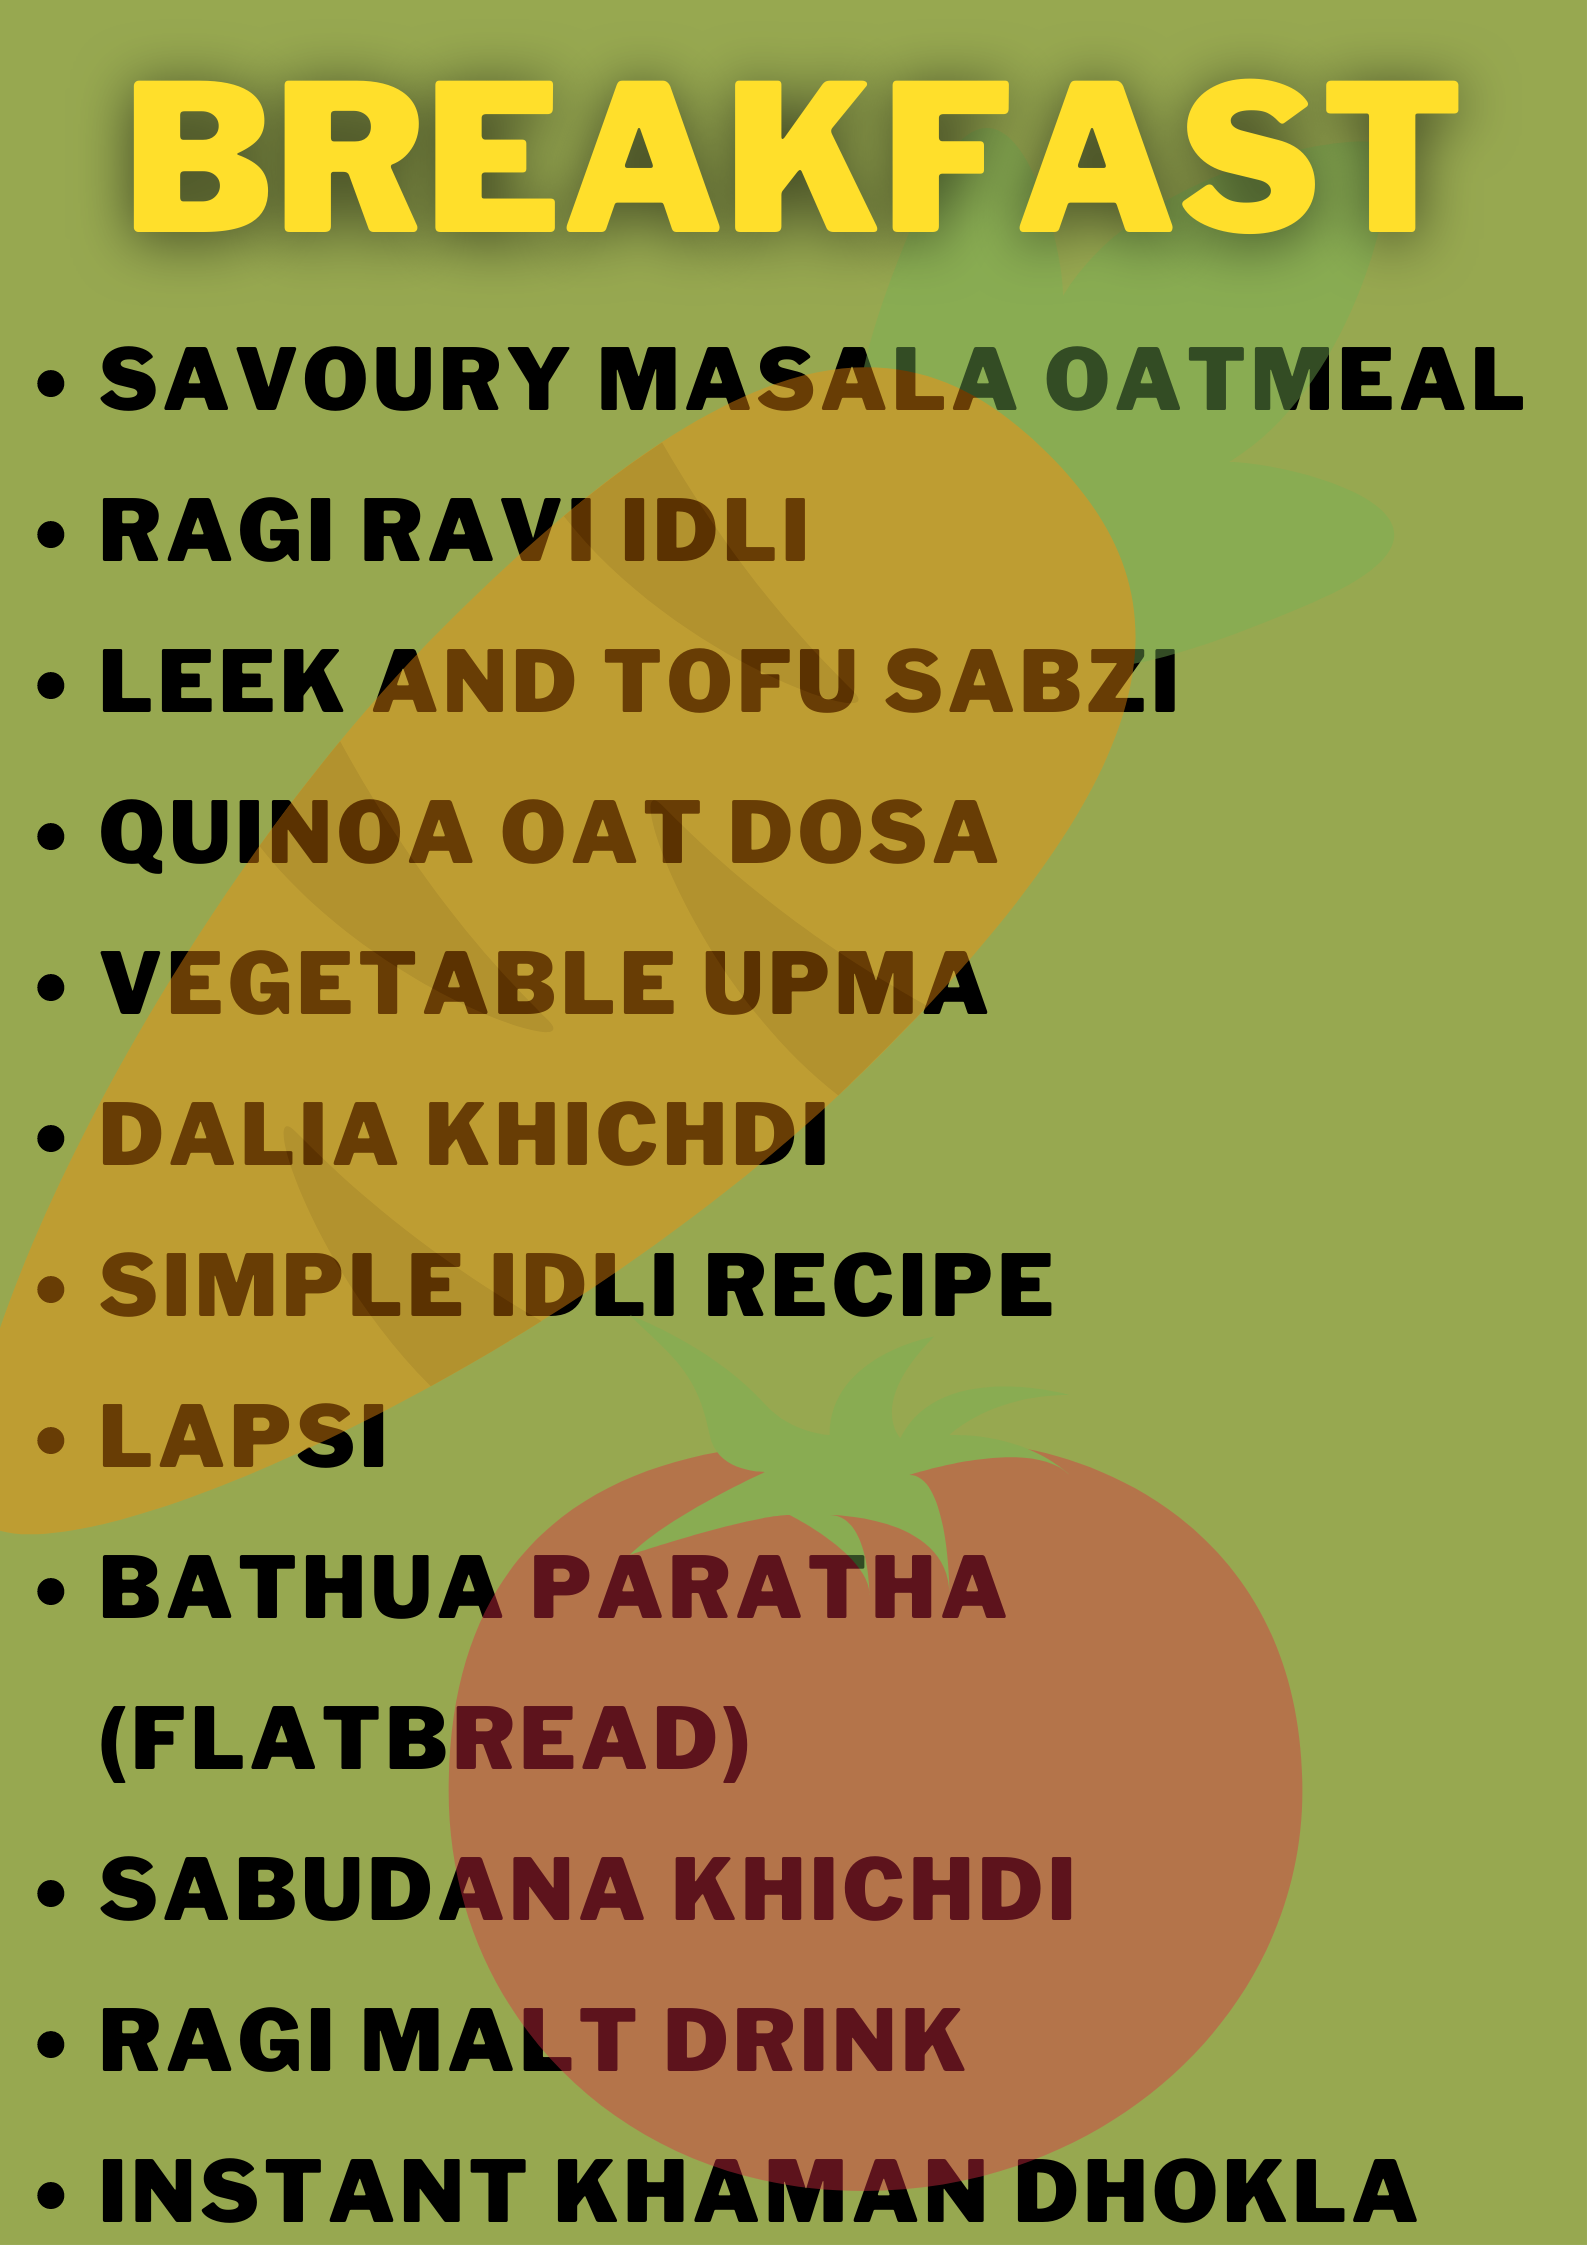 BREAKFAST
• SAVOURY MASALA OATMEAL
• RAGI RAVI IDLI
• LEEK AND TOFU SABZI
• QUINOA OAT DOSA
• VEGETABLE UPMA
• DALIA KHICHDI
• SIMPLE IDLI RECIPE
• LAPSI
• BATHUA PARATHA
(FLATBREAD)
• SABUDANA KHICHDI
• RAGI MALT DRINK
• INSTANT KHAMAN DHOKLA